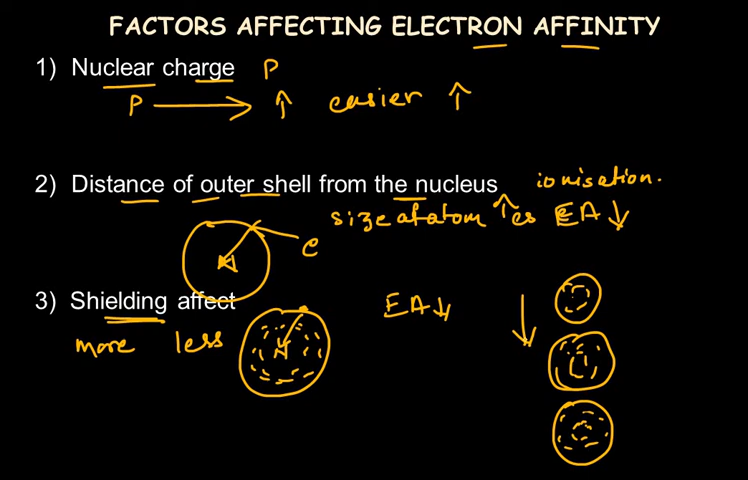 FACTORS AFFECTING ELECTRON AFFINITY
1) Nuclear charge P
P → ↑ easier ↑
2) Distance of outer shell from the nucleus ionisation.
size of atom ↑es EA ↓
N e
3) Shielding affect EA↓
more less N